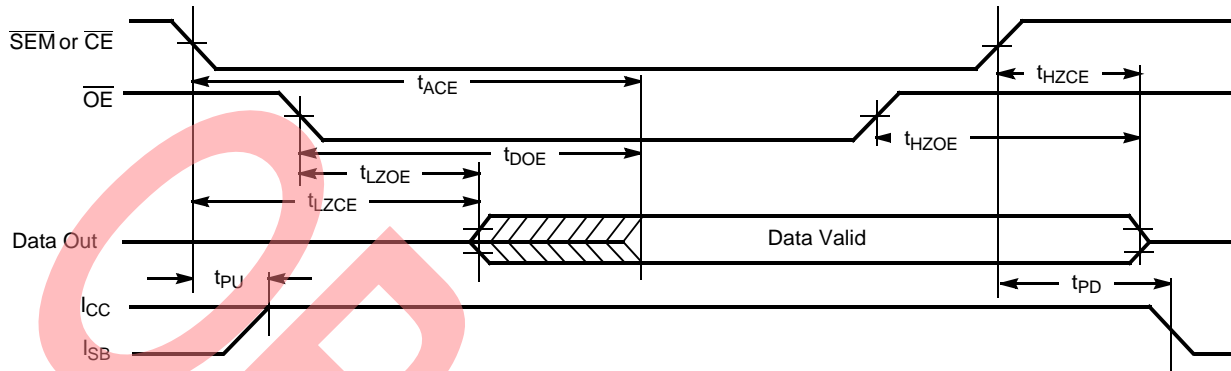 SEM or CE
tACE
tHZCE
OE
tHZOE
tDOE
tLZOE
tLZCE
Data Out
Data Valid
tPU
tPD
ICC
ISB